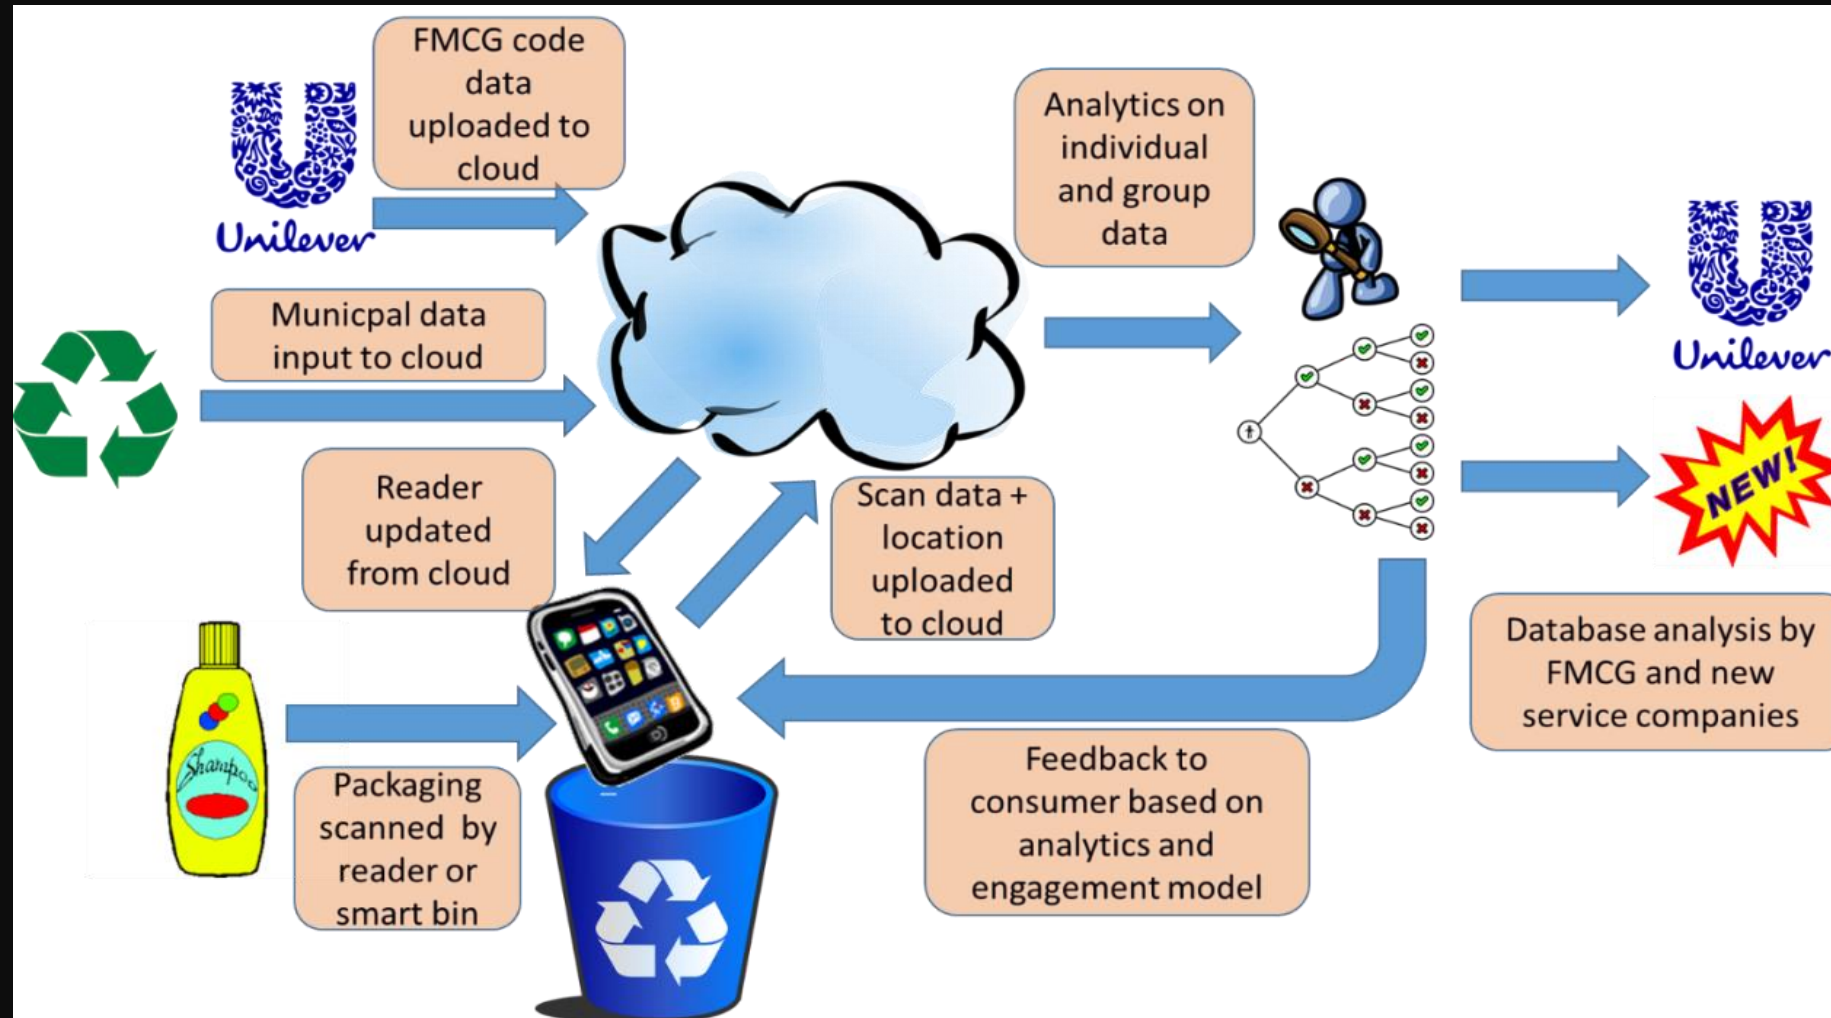 FMCG code
data
uploaded to
cloud
Unilever
Analytics on
individual
and group
data
Unilever
Municpal data
input to cloud
NEW!
Reader
updated
from cloud
Scan data +
location
uploaded
to cloud
Shampoo
Packaging
scanned by
reader or
smart bin
Feedback to
consumer based on
analytics and
engagement model
Database analysis by
FMCG and new
service companies